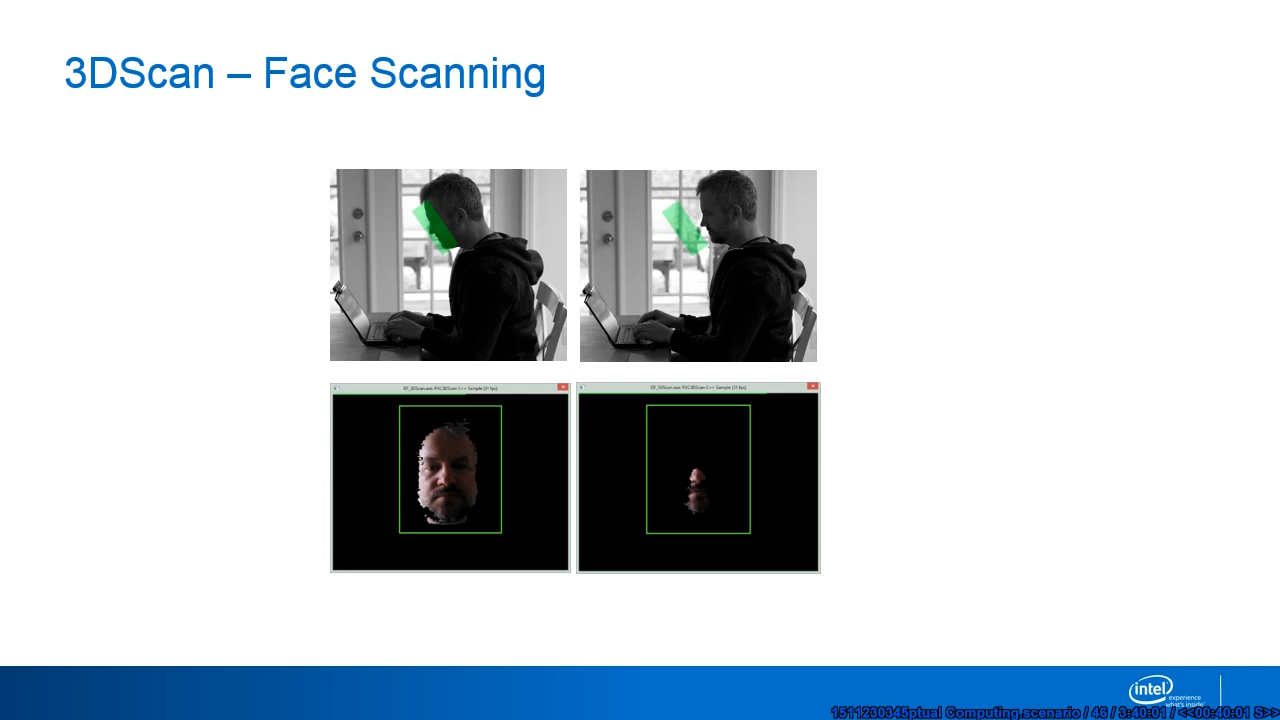 3DScan – Face Scanning
DF_3DScan.exe: PXC3DScan C++ Sample (31 fps)
DF_3DScan.exe: PXC3DScan C++ Sample (31 fps)
intel
experience
what's inside
1511230345ptual Computing.scenario / 46 / 3:40:01 / <<00:40:01 S>>